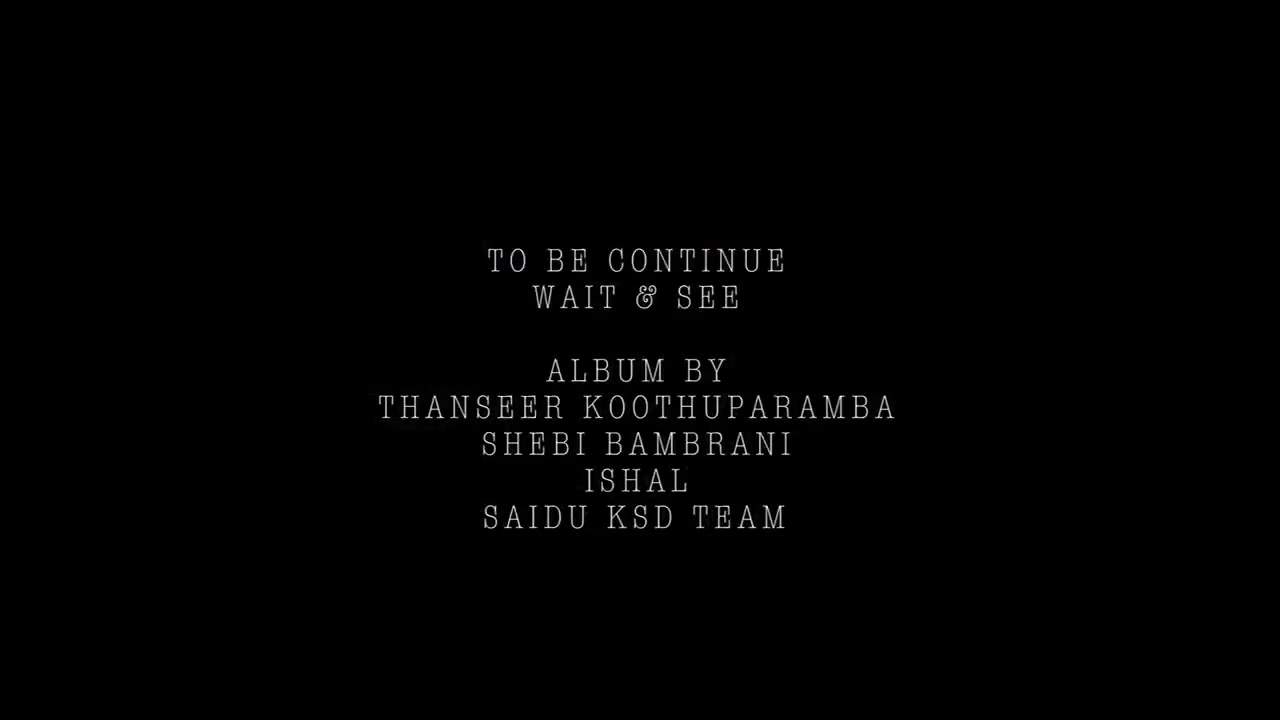 TO BE CONTINUE
WAIT & SEE
ALBUM BY
THANSEER KOOTHUPARAMBA
SHEBI BAMBRANI
ISHAL
SAIDU KSD TEAM